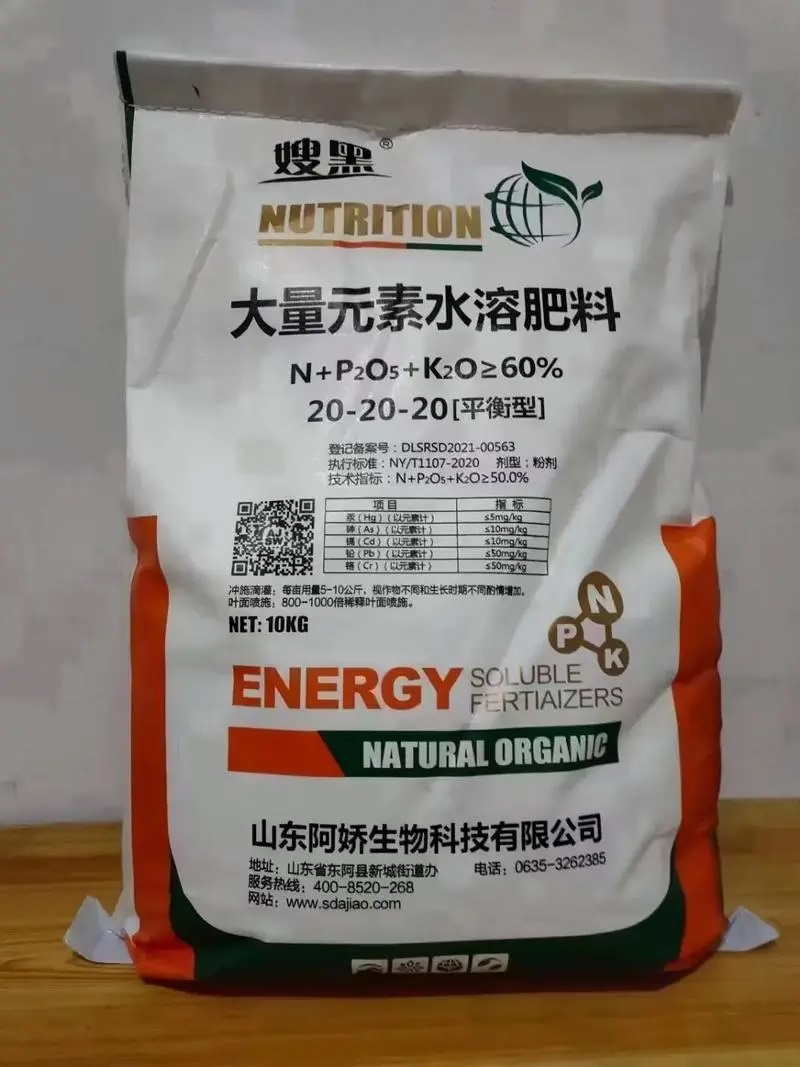 嫂黑®
NUTRITION
大量元素水溶肥料
N+P₂O₅+K₂O≥60%
20-20-20[平衡型]
登记备案号：DLSRSD2021-00563
执行标准：NY/T1107-2020 剂型：粉剂
技术指标：N+P₂O₅+K₂O≥50.0%
项目 指标
汞（Hg）（以元素计） ≤5mg/kg
砷（As）（以元素计） ≤10mg/kg
镉（Cd）（以元素计） ≤10mg/kg
铅（Pb）（以元素计） ≤50mg/kg
铬（Cr）（以元素计） ≤50mg/kg
AJ
SW
冲施滴灌：每亩用量5-10公斤，视作物不同和生长时期不同酌情增加。
叶面喷施：800-1000倍稀释叶面喷施。
NET: 10KG
N
P
K
ENERGY SOLUBLE
FERTIAIZERS
NATURAL ORGANIC
山东阿娇生物科技有限公司
地址：山东省东阿县新城街道办 电话：0635-3262385
服务热线：400-8520-268
网站：www.sdajiao.com